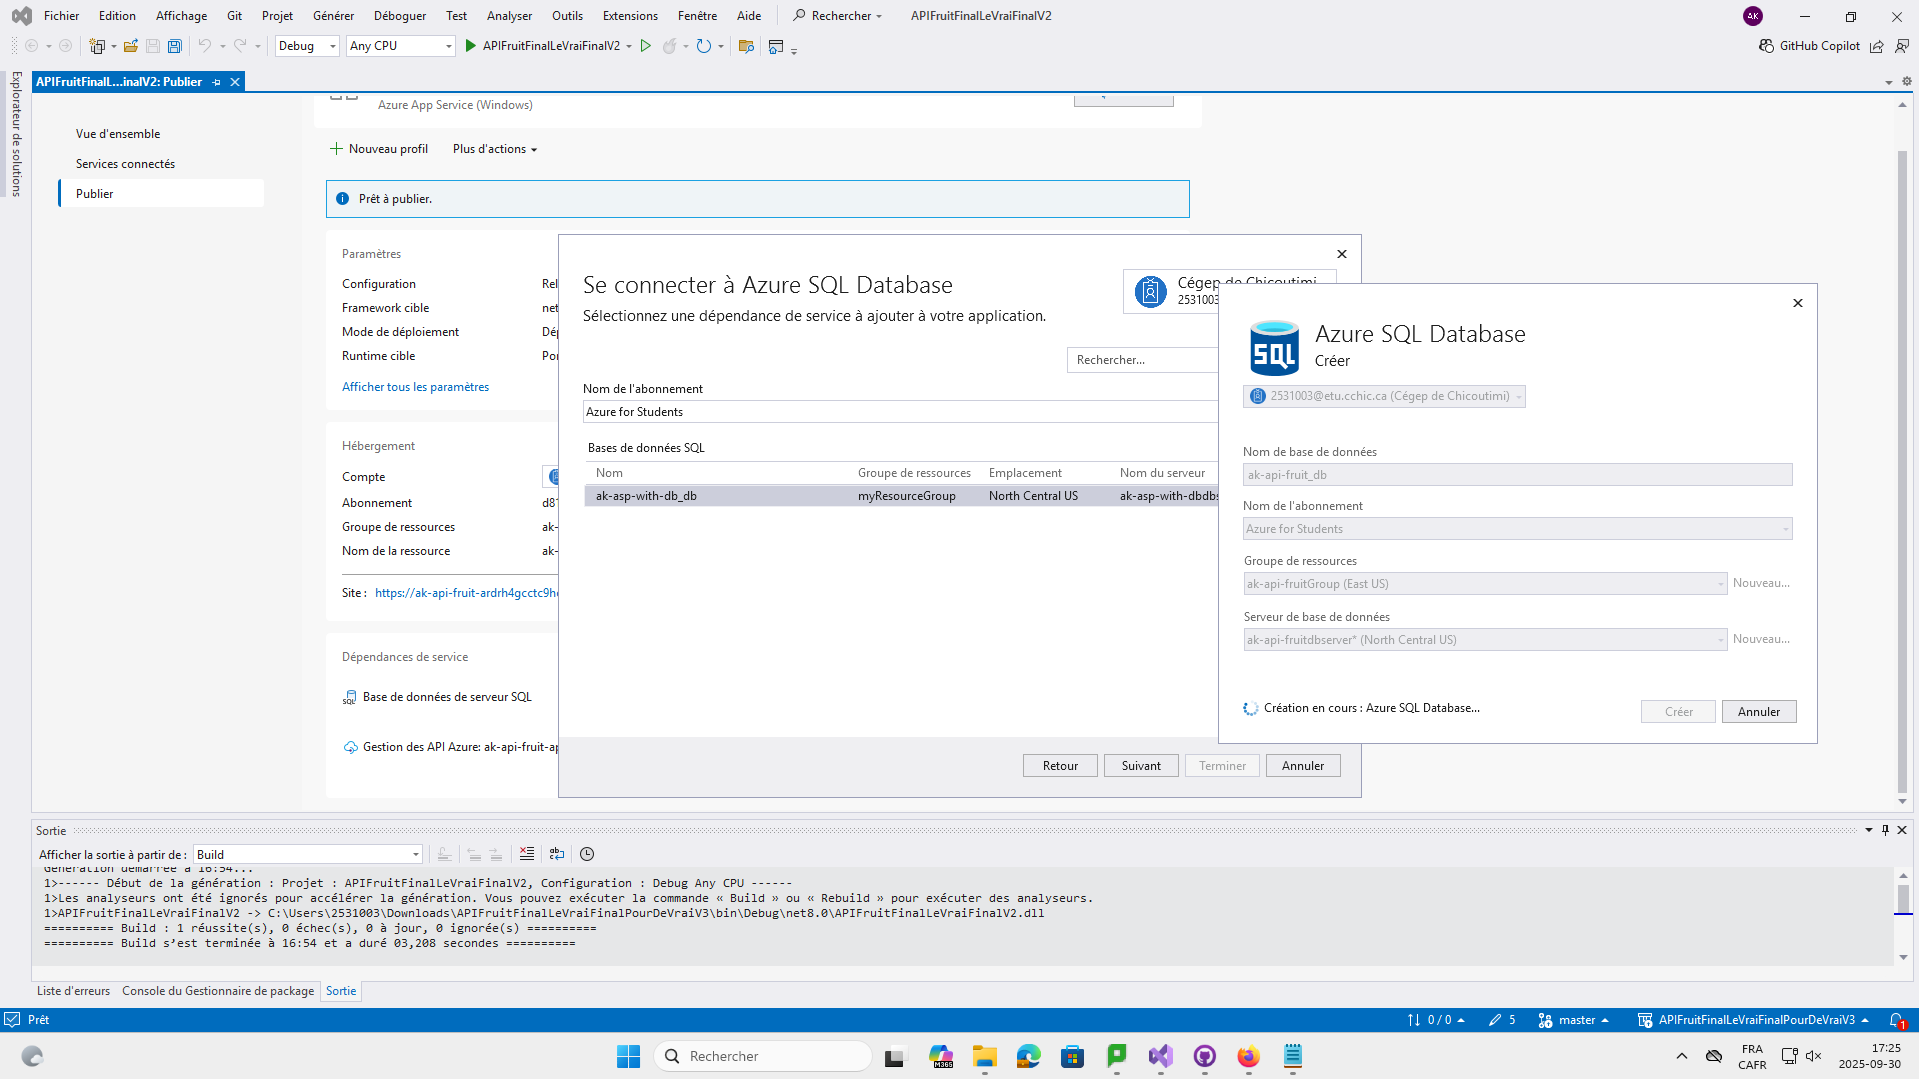 Fichier Edition Affichage Git Projet Générer Déboguer Test Analyser Outils Extensions Fenêtre Aide Rechercher APIFruitFinalLeVraiFinalV2 AK
Debug Any CPU APIFruitFinalLeVraiFinalV2 GitHub Copilot
Explorateur de solutions
APIFruitFinalL...inalV2: Publier
Azure App Service (Windows)
Vue d'ensemble
Services connectés
Publier
Nouveau profil Plus d'actions
Prêt à publier.
Paramètres
Configuration Rel
Framework cible net
Mode de déploiement Dép
Runtime cible Por
Afficher tous les paramètres
Hébergement
Compte
Abonnement d81
Groupe de ressources ak-
Nom de la ressource ak-
Site : https://ak-api-fruit-ardrh4gcctc9h
Dépendances de service
Base de données de serveur SQL
Gestion des API Azure: ak-api-fruit-ap
Se connecter à Azure SQL Database
Sélectionnez une dépendance de service à ajouter à votre application.
Cégep de Chicoutimi
2531003
Rechercher...
Nom de l'abonnement
Azure for Students
Bases de données SQL
Nom Groupe de ressources Emplacement Nom du serveur
ak-asp-with-db_db myResourceGroup North Central US ak-asp-with-dbdbs
Retour Suivant Terminer Annuler
Azure SQL Database
Créer
SQL
2531003@etu.cchic.ca (Cégep de Chicoutimi)
Nom de base de données
ak-api-fruit_db
Nom de l'abonnement
Azure for Students
Groupe de ressources
ak-api-fruitGroup (East US) Nouveau...
Serveur de base de données
ak-api-fruitdbserver* (North Central US) Nouveau...
Création en cours : Azure SQL Database...
Créer Annuler
Sortie
Afficher la sortie à partir de : Build
Génération démarrée à 16:54...
1>------ Début de la génération : Projet : APIFruitFinalLeVraiFinalV2, Configuration : Debug Any CPU ------
1>Les analyseurs ont été ignorés pour accélérer la génération. Vous pouvez exécuter la commande « Build » ou « Rebuild » pour exécuter des analyseurs.
1>APIFruitFinalLeVraiFinalV2 -> C:\Users\2531003\Downloads\APIFruitFinalLeVraiFinalPourDeVraiV3\bin\Debug\net8.0\APIFruitFinalLeVraiFinalV2.dll
========== Build : 1 réussite(s), 0 échec(s), 0 à jour, 0 ignorée(s) ==========
========== Build s'est terminée à 16:54 et a duré 03,208 secondes ==========
Liste d'erreurs Console du Gestionnaire de package Sortie
Prêt 0 / 0 5 master APIFruitFinalLeVraiFinalPourDeVraiV3 1
Rechercher M365 FRA CAFR 17:25 2025-09-30